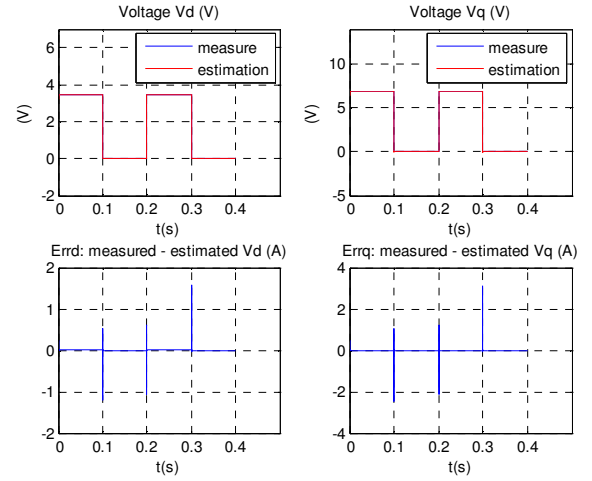 Voltage Vd (V)
6
4
2
0
-2
(V)
measure
estimation
0 0.1 0.2 0.3 0.4
t(s)
Voltage Vq (V)
10
5
0
-5
(V)
measure
estimation
0 0.1 0.2 0.3 0.4
t(s)
Errd: measured - estimated Vd (A)
2
1
0
-1
-2
0 0.1 0.2 0.3 0.4
t(s)
Errq: measured - estimated Vq (A)
4
2
0
-2
-4
0 0.1 0.2 0.3 0.4
t(s)